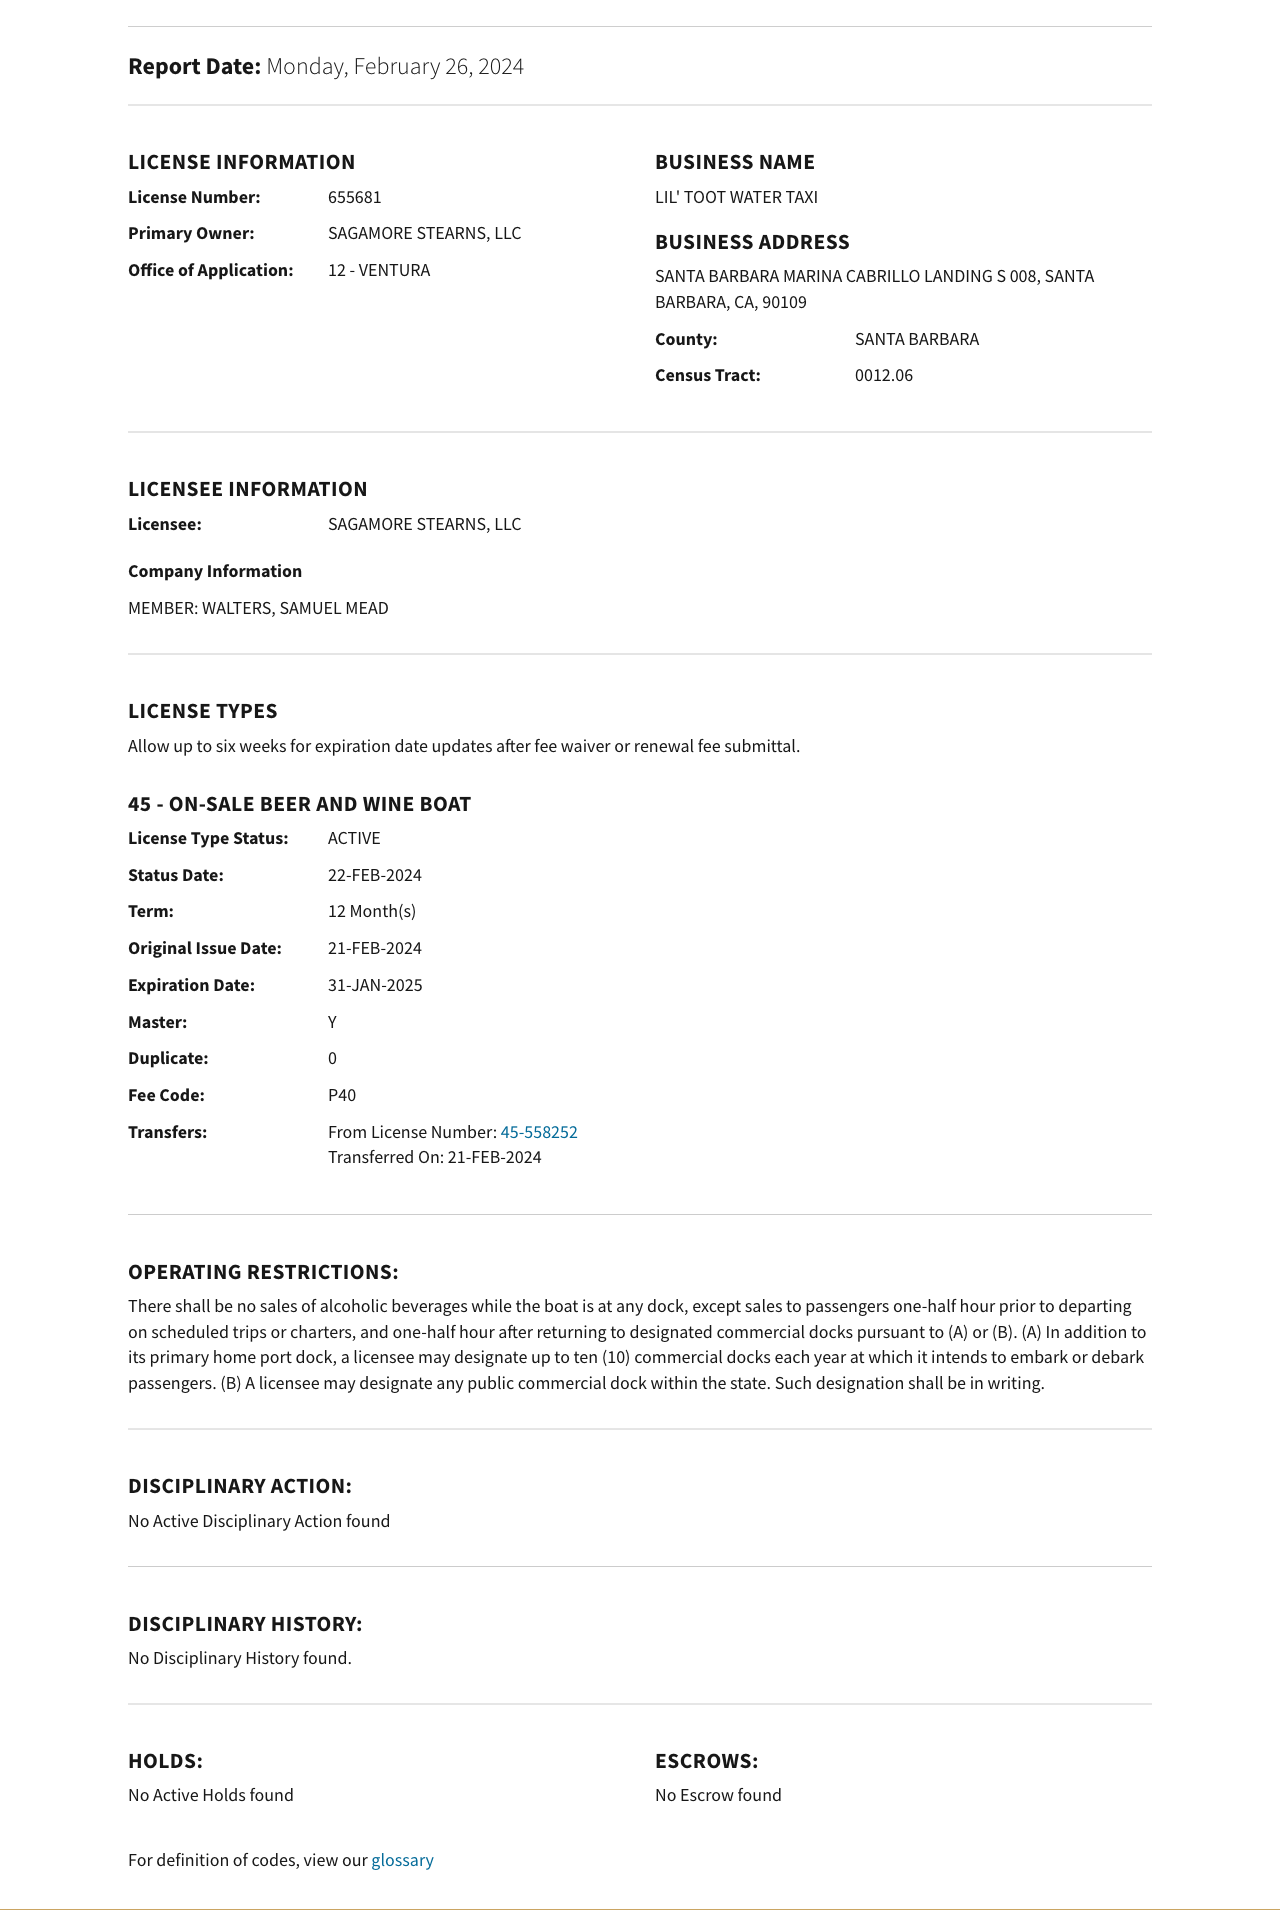 Report Date: Monday, February 26, 2024
LICENSE INFORMATION
License Number: 655681
Primary Owner: SAGAMORE STEARNS, LLC
Office of Application: 12 - VENTURA
BUSINESS NAME
LIL' TOOT WATER TAXI
BUSINESS ADDRESS
SANTA BARBARA MARINA CABRILLO LANDING S 008, SANTA
BARBARA, CA, 90109
County: SANTA BARBARA
Census Tract: 0012.06
LICENSEE INFORMATION
Licensee: SAGAMORE STEARNS, LLC
Company Information
MEMBER: WALTERS, SAMUEL MEAD
LICENSE TYPES
Allow up to six weeks for expiration date updates after fee waiver or renewal fee submittal.
45 - ON-SALE BEER AND WINE BOAT
License Type Status: ACTIVE
Status Date: 22-FEB-2024
Term: 12 Month(s)
Original Issue Date: 21-FEB-2024
Expiration Date: 31-JAN-2025
Master: Y
Duplicate: 0
Fee Code: P40
Transfers: From License Number: 45-558252
Transferred On: 21-FEB-2024
OPERATING RESTRICTIONS:
There shall be no sales of alcoholic beverages while the boat is at any dock, except sales to passengers one-half hour prior to departing
on scheduled trips or charters, and one-half hour after returning to designated commercial docks pursuant to (A) or (B). (A) In addition to
its primary home port dock, a licensee may designate up to ten (10) commercial docks each year at which it intends to embark or debark
passengers. (B) A licensee may designate any public commercial dock within the state. Such designation shall be in writing.
DISCIPLINARY ACTION:
No Active Disciplinary Action found
DISCIPLINARY HISTORY:
No Disciplinary History found.
HOLDS:
No Active Holds found
ESCROWS:
No Escrow found
For definition of codes, view our glossary